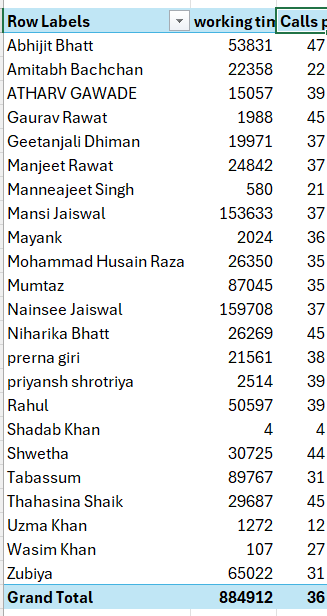 Row Labels working tin Calls p
Abhijit Bhatt 53831 47
Amitabh Bachchan 22358 22
ATHARV GAWADE 15057 39
Gaurav Rawat 1988 45
Geetanjali Dhiman 19971 37
Manjeet Rawat 24842 37
Manneajeet Singh 580 21
Mansi Jaiswal 153633 37
Mayank 2024 36
Mohammad Husain Raza 26350 35
Mumtaz 87045 35
Nainsee Jaiswal 159708 37
Niharika Bhatt 26269 45
prerna giri 21561 38
priyansh shrotriya 2514 39
Rahul 50597 39
Shadab Khan 4 4
Shwetha 30725 44
Tabassum 89767 31
Thahasina Shaik 29687 45
Uzma Khan 1272 12
Wasim Khan 107 27
Zubiya 65022 31
Grand Total 884912 36